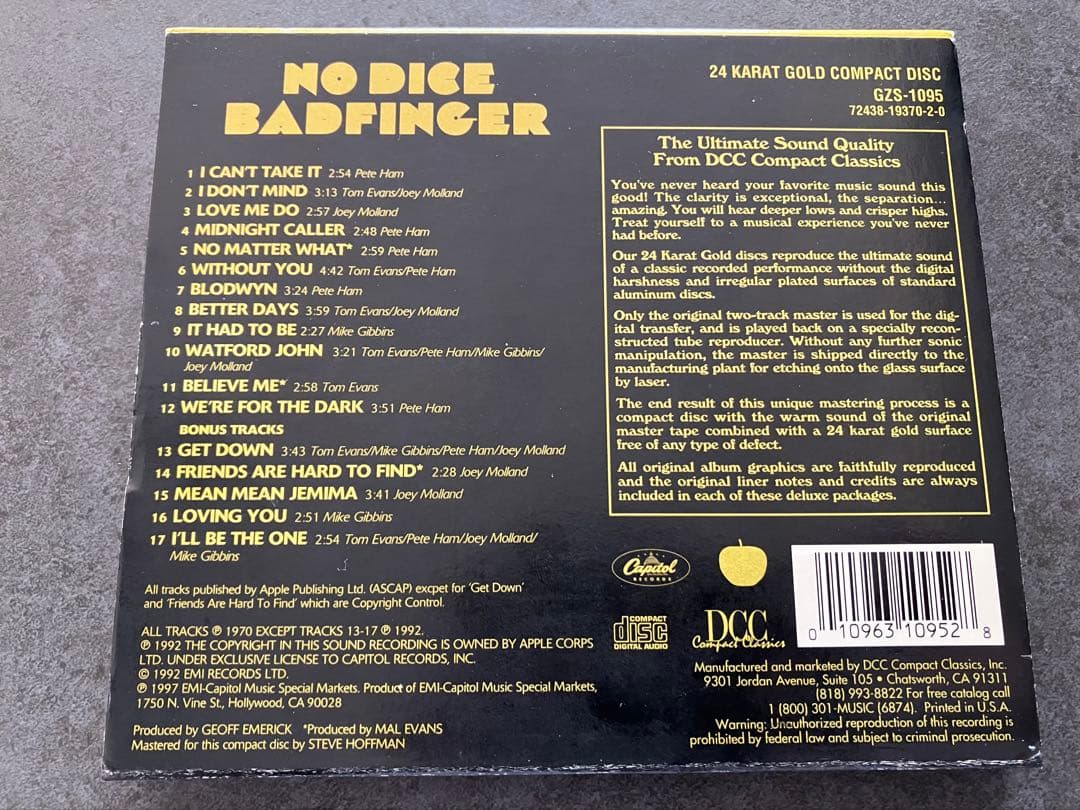 NO DICE
BADFINGER
1 I CAN'T TAKE IT 2:54 Pete Ham
2 I DON'T MIND 3:13 Tom Evans/Joey Molland
3 LOVE ME DO 2:57 Joey Molland
4 MIDNIGHT CALLER 2:48 Pete Ham
5 NO MATTER WHAT* 2:59 Pete Ham
6 WITHOUT YOU 4:42 Tom Evans/Pete Ham
7 BLODWYN 3:24 Pete Ham
8 BETTER DAYS 3:59 Tom Evans/Joey Molland
9 IT HAD TO BE 2:27 Mike Gibbins
10 WATFORD JOHN 3:21 Tom Evans/Pete Ham/Mike Gibbins/
Joey Molland
11 BELIEVE ME* 2:58 Tom Evans
12 WE'RE FOR THE DARK 3:51 Pete Ham
BONUS TRACKS
13 GET DOWN 3:43 Tom Evans/Mike Gibbins/Pete Ham/Joey Molland
14 FRIENDS ARE HARD TO FIND* 2:28 Joey Molland
15 MEAN MEAN JEMIMA 3:41 Joey Molland
16 LOVING YOU 2:51 Mike Gibbins
17 I'LL BE THE ONE 2:54 Tom Evans/Pete Ham/Joey Molland/
Mike Gibbins
All tracks published by Apple Publishing Ltd. (ASCAP) excpet for 'Get Down'
and 'Friends Are Hard To Find' which are Copyright Control.
ALL TRACKS ℗ 1970 EXCEPT TRACKS 13-17 ℗ 1992.
℗ 1992 THE COPYRIGHT IN THIS SOUND RECORDING IS OWNED BY APPLE CORPS
LTD. UNDER EXCLUSIVE LICENSE TO CAPITOL RECORDS, INC.
© 1992 EMI RECORDS LTD.
℗ 1997 EMI-Capitol Music Special Markets. Product of EMI-Capitol Music Special Markets,
1750 N. Vine St., Hollywood, CA 90028
Produced by GEOFF EMERICK *Produced by MAL EVANS
Mastered for this compact disc by STEVE HOFFMAN
24 KARAT GOLD COMPACT DISC
GZS-1095
72438-19370-2-0
The Ultimate Sound Quality
From DCC Compact Classics
You've never heard your favorite music sound this
good! The clarity is exceptional, the separation...
amazing. You will hear deeper lows and crisper highs.
Treat yourself to a musical experience you've never
had before.
Our 24 Karat Gold discs reproduce the ultimate sound
of a classic recorded performance without the digital
harshness and irregular plated surfaces of standard
aluminum discs.
Only the original two-track master is used for the dig-
ital transfer, and is played back on a specially recon-
structed tube reproducer. Without any further sonic
manipulation, the master is shipped directly to the
manufacturing plant for etching onto the glass surface
by laser.
The end result of this unique mastering process is a
compact disc with the warm sound of the original
master tape combined with a 24 karat gold surface
free of any type of defect.
All original album graphics are faithfully reproduced
and the original liner notes and credits are always
included in each of these deluxe packages.
Capitol
RECORDS
COMPACT
disc
DIGITAL AUDIO
DCC
Compact Classics
0 10963 10952 8
Manufactured and marketed by DCC Compact Classics, Inc.
9301 Jordan Avenue, Suite 105 • Chatsworth, CA 91311
(818) 993-8822 For free catalog call
1 (800) 301-MUSIC (6874). Printed in U.S.A.
Warning: Unauthorized reproduction of this recording is
prohibited by federal law and subject to criminal prosecution.